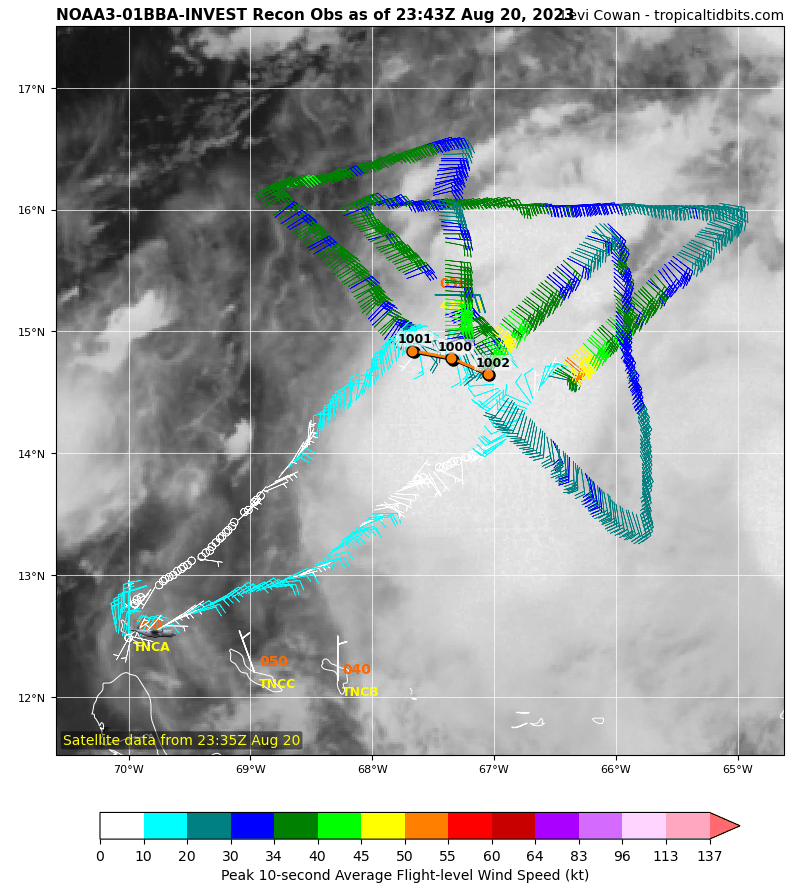 NOAA3-01BBA-INVEST Recon Obs as of 23:43Z Aug 20, 2023
Levi Cowan - tropicaltidbits.com
17°N
16°N
15°N
14°N
13°N
12°N
1001
1000
1002
TNCA
050
TNCC
040
TNCB
Satellite data from 23:35Z Aug 20
70°W 69°W 68°W 67°W 66°W 65°W
0 10 20 30 34 40 45 50 55 60 64 83 96 113 137
Peak 10-second Average Flight-level Wind Speed (kt)